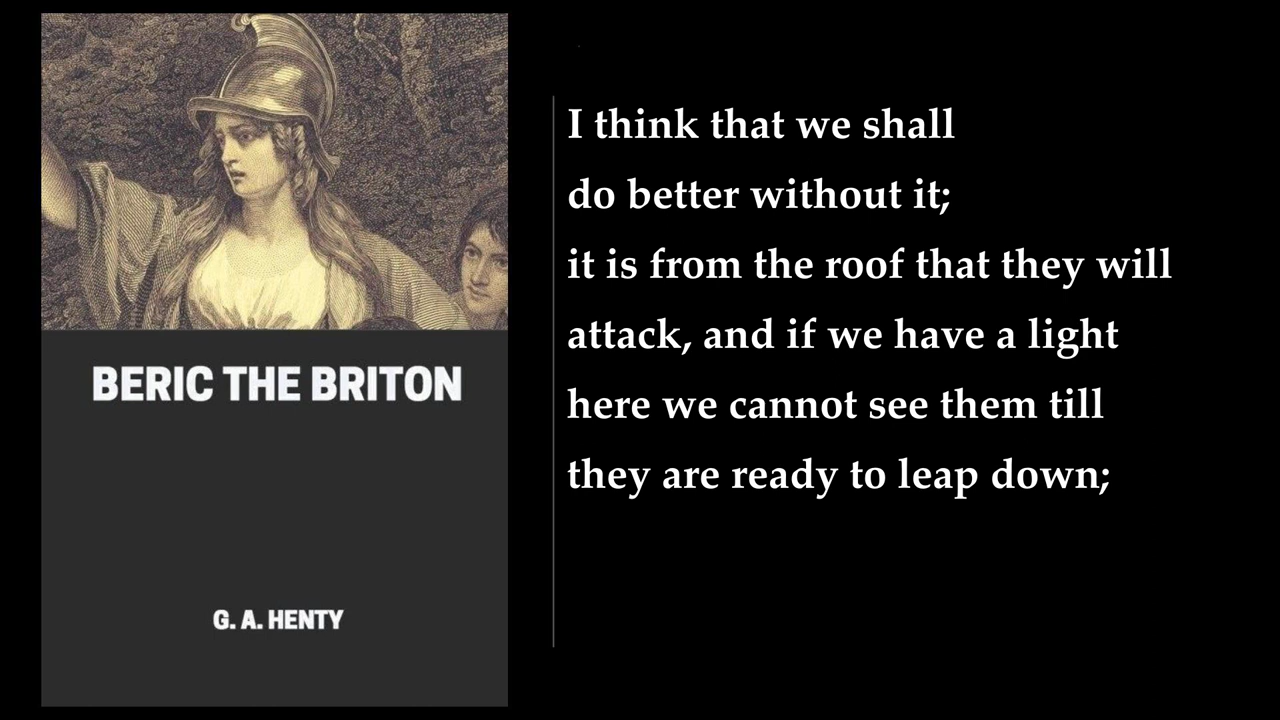 BERIC THE BRITON
G. A. HENTY
I think that we shall
do better without it;
it is from the roof that they will
attack, and if we have a light
here we cannot see them till
they are ready to leap down;